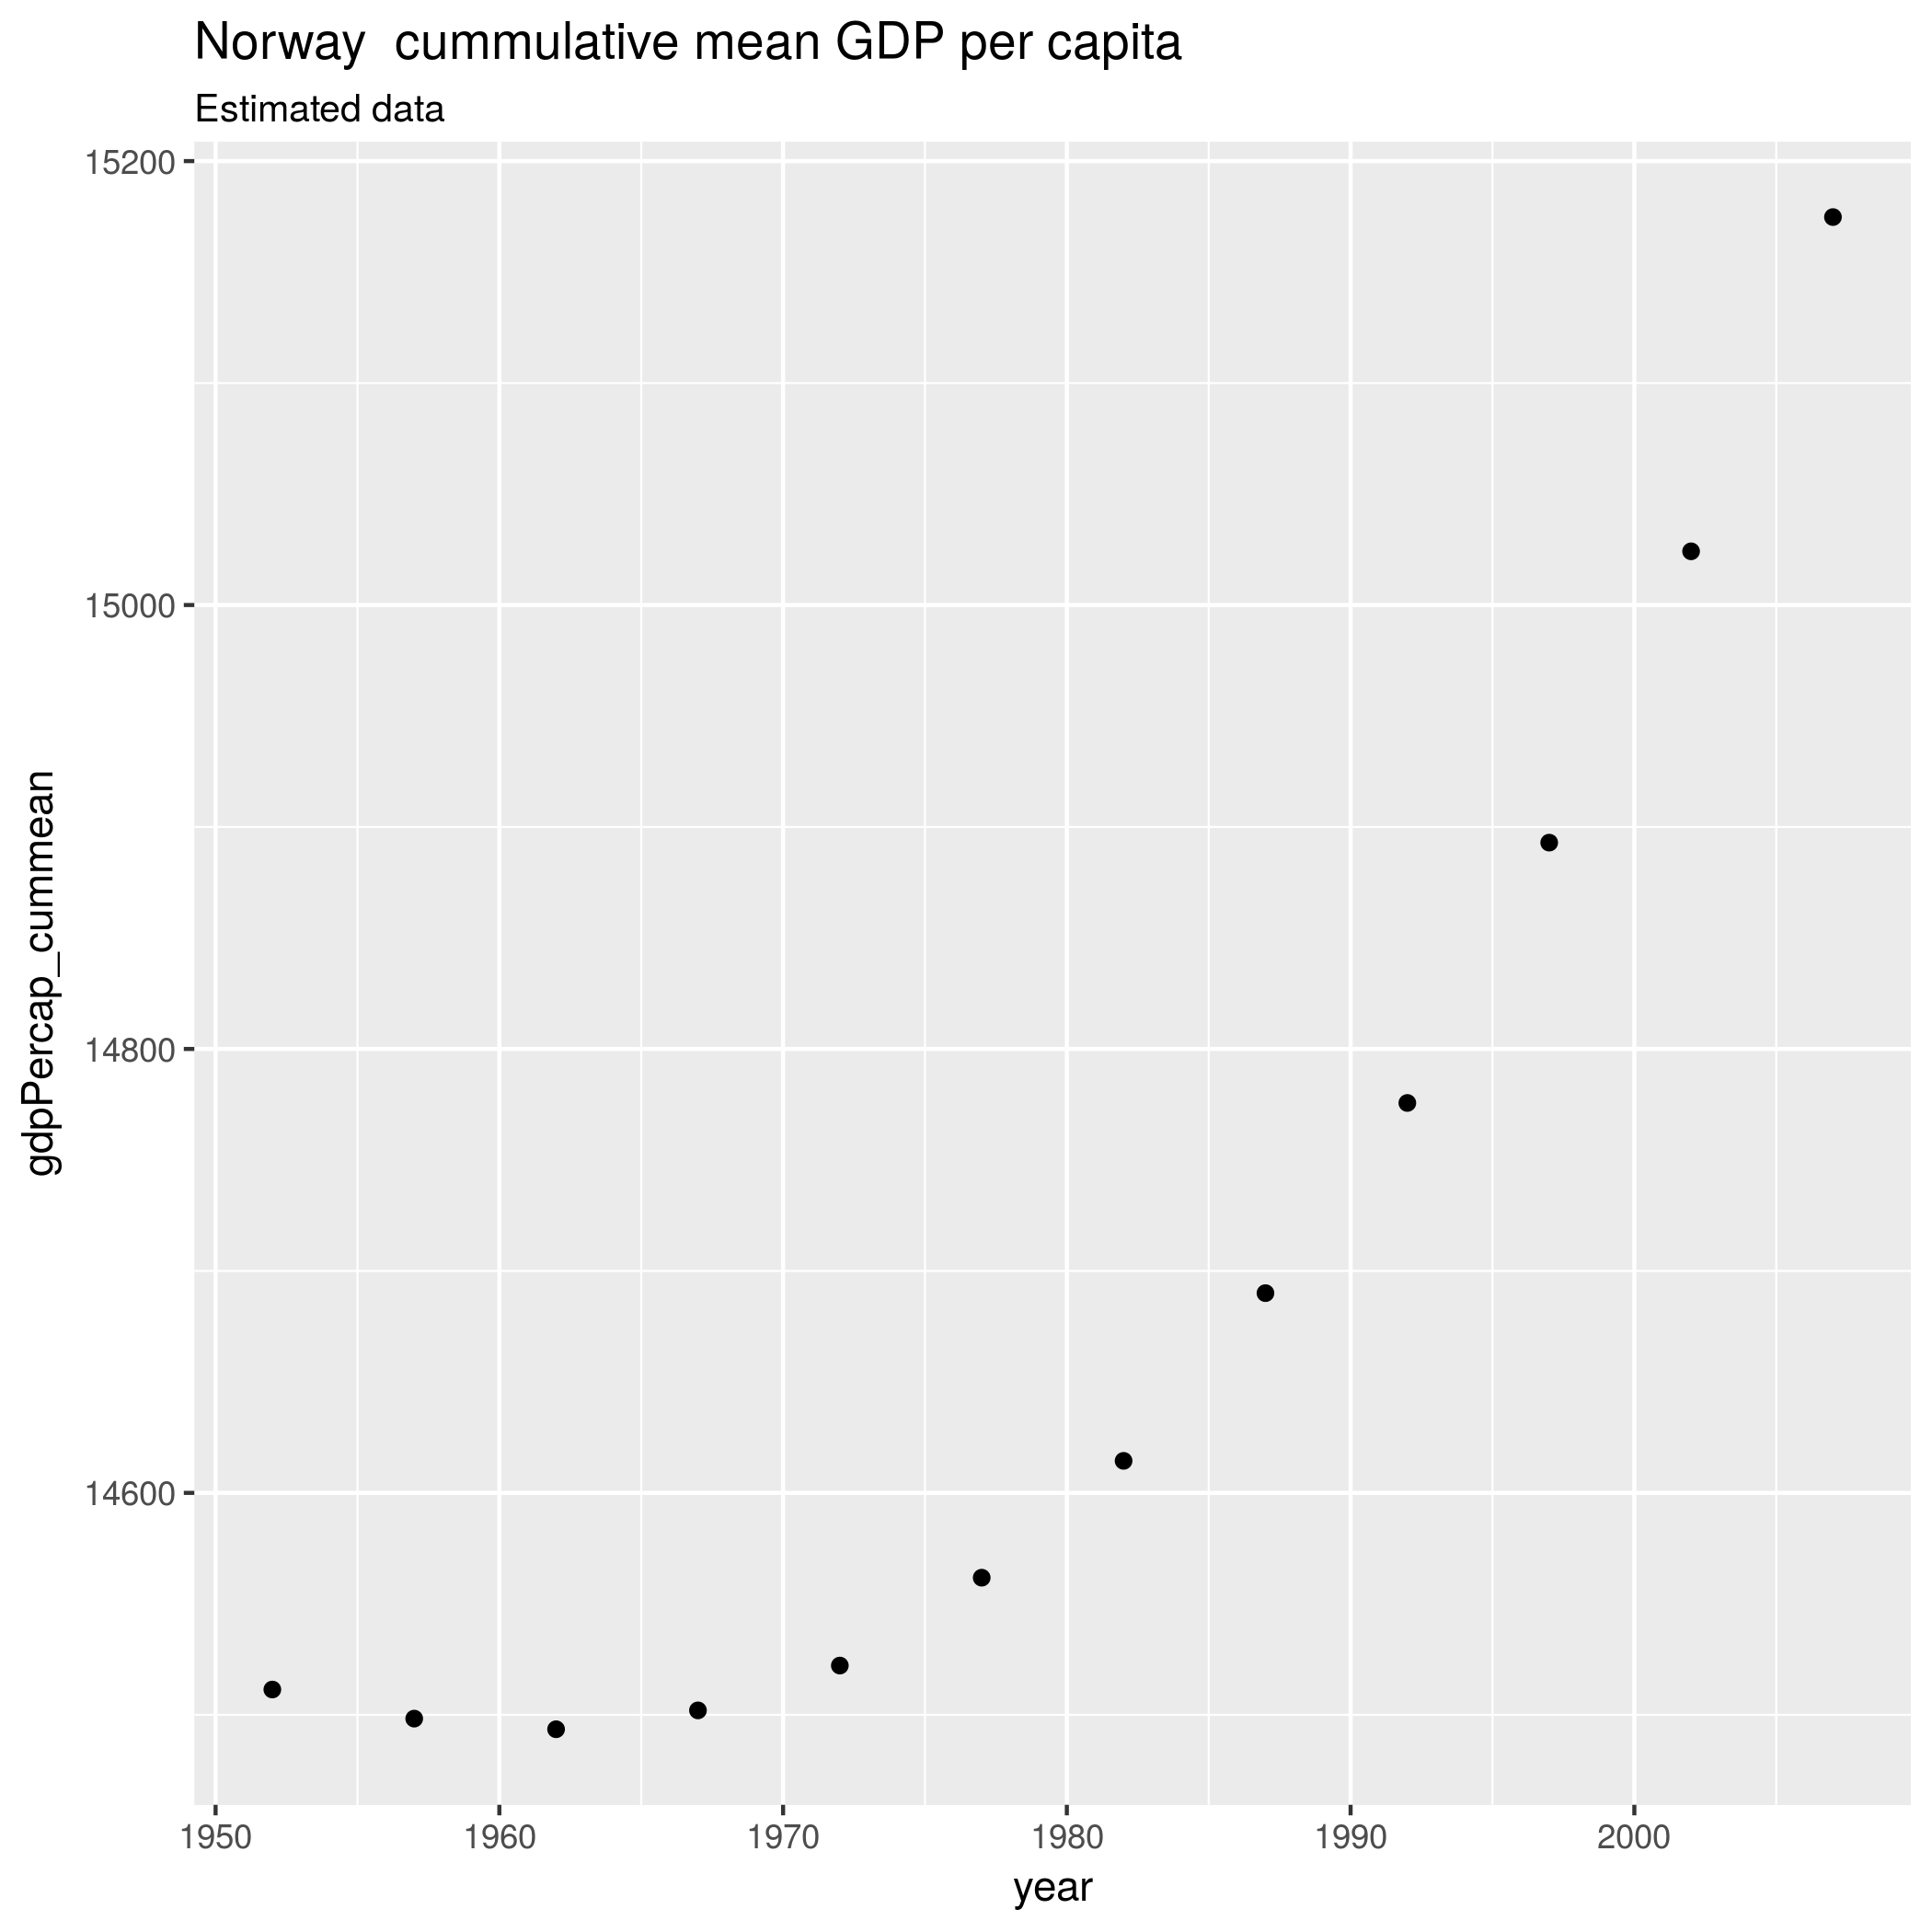 Norway  cummulative mean GDP per capita
Estimated data
15200
15000
14800
14600
gdpPercap_cummean
1950 1960 1970 1980 1990 2000
year